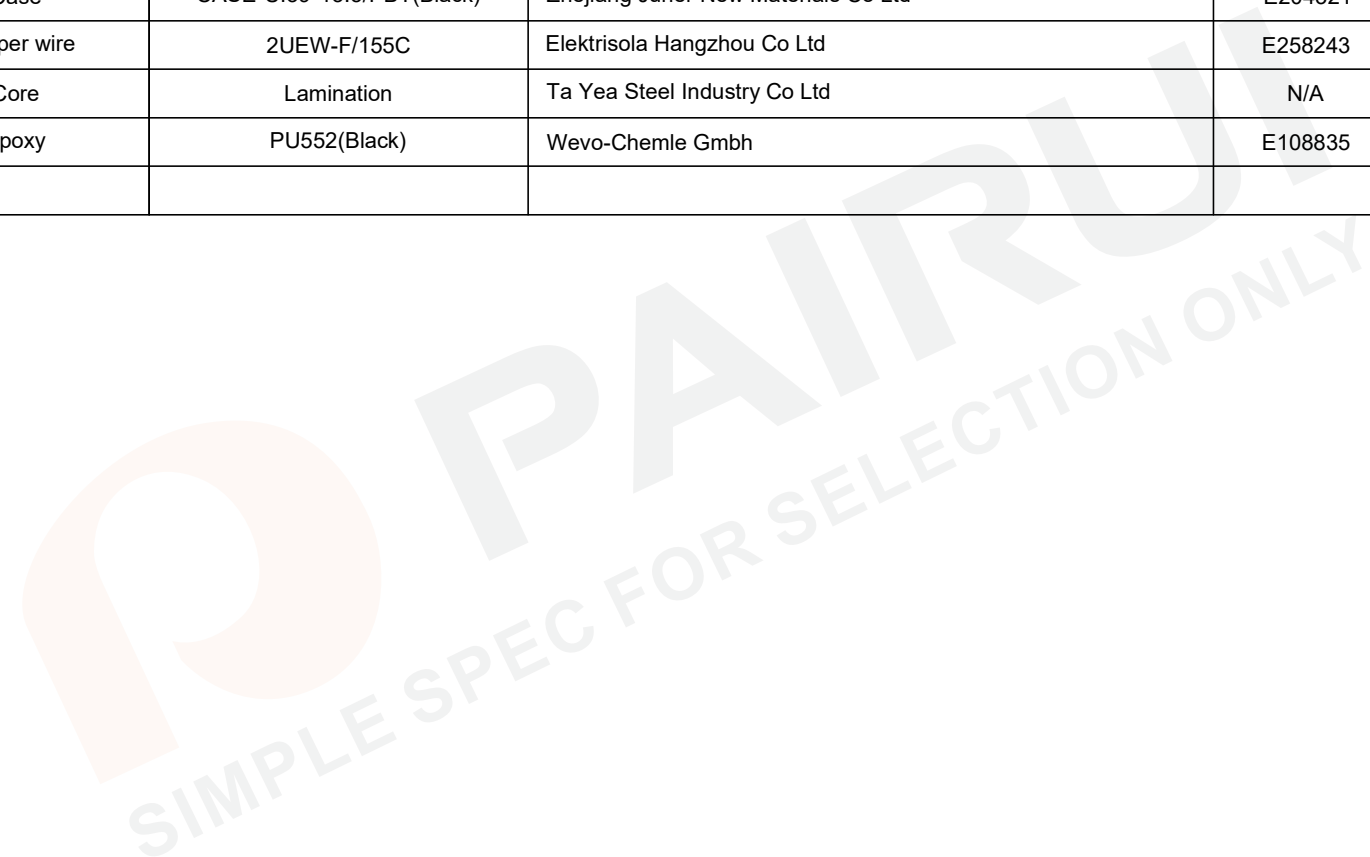 per wire 2UEW-F/155C Elektrisola Hangzhou Co Ltd E258243
Core Lamination Ta Yea Steel Industry Co Ltd N/A
poxy PU552(Black) Wevo-Chemle Gmbh E108835
PAIRUI
SIMPLE SPEC FOR SELECTION ONLY